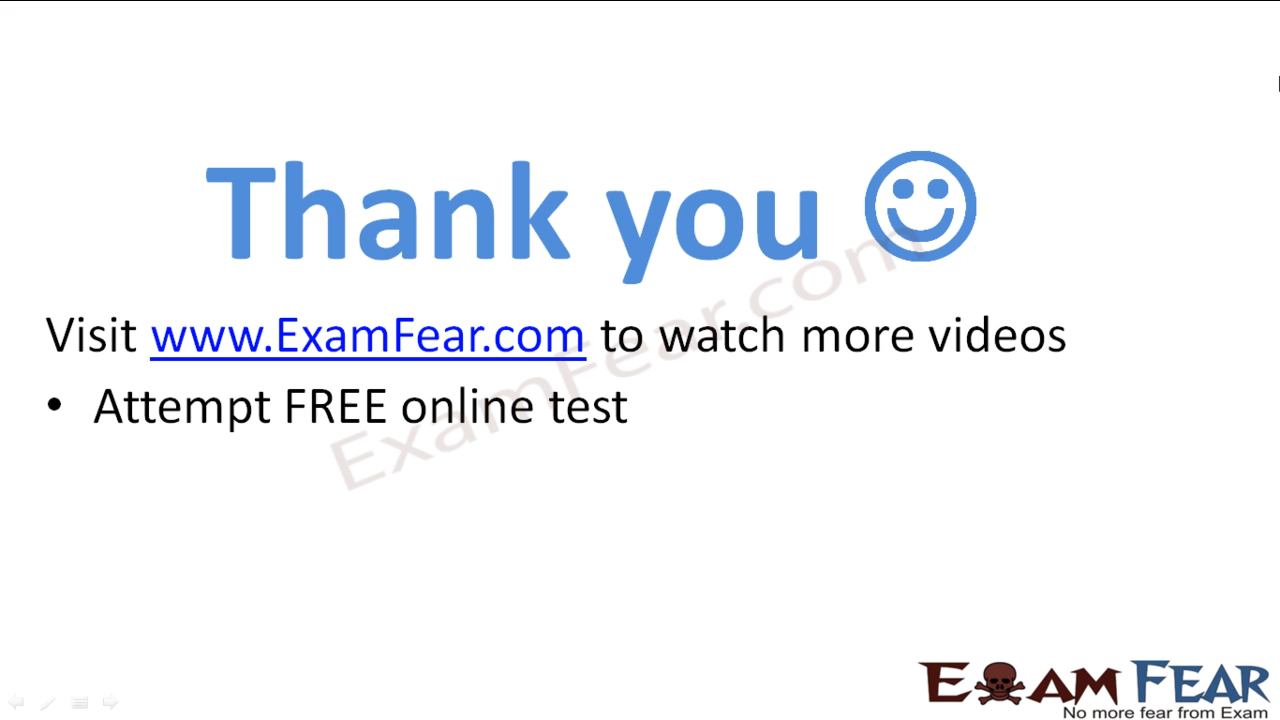 Thank you ☺
Visit www.ExamFear.com to watch more videos
• Attempt FREE online test
ExamFear.com
EXAM FEAR
No more fear from Exam